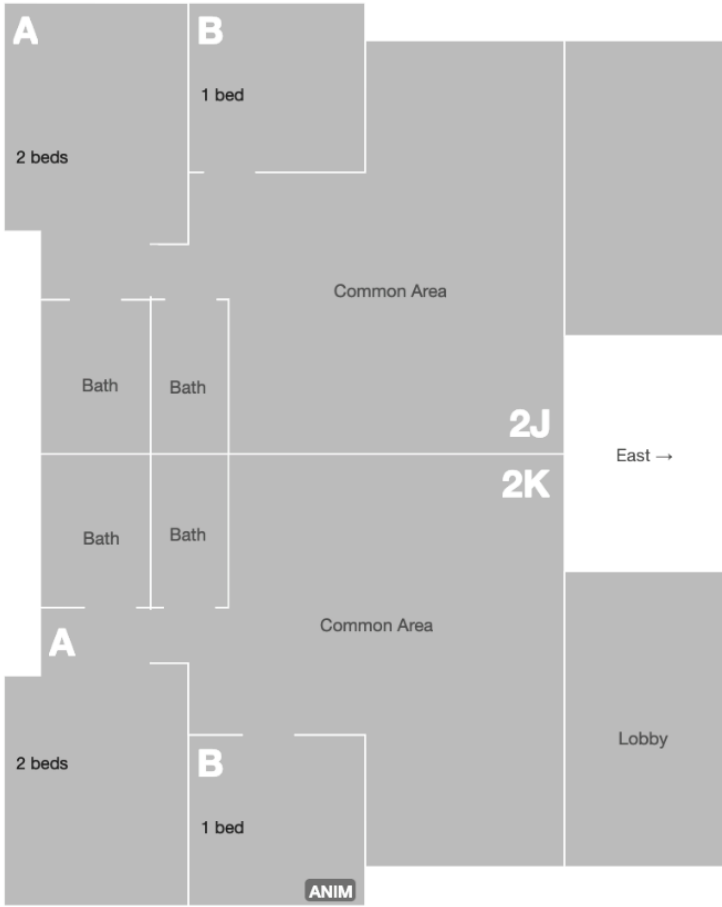 A
B
1 bed
2 beds
Common Area
Bath
Bath
2J
East →
2K
Bath
Bath
Common Area
A
Lobby
2 beds
B
1 bed
ANIM